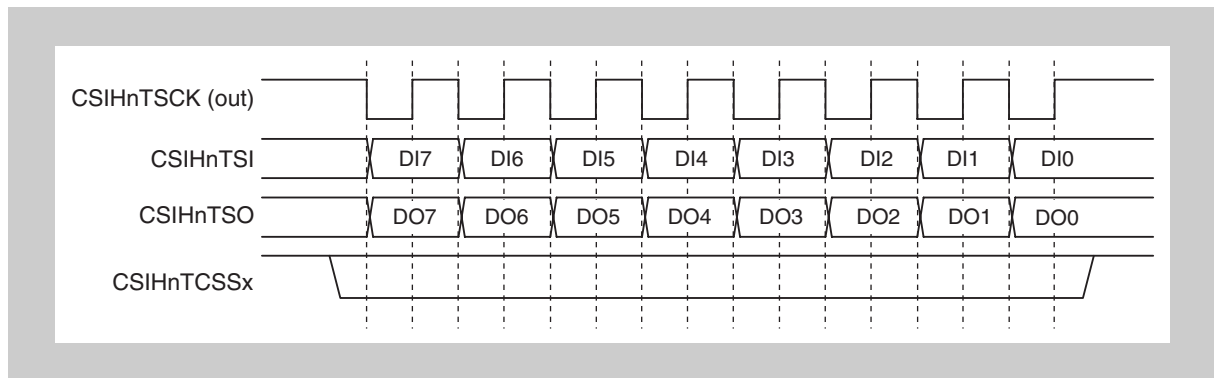 CSIHnTSCK (out)
CSIHnTSI DI7 DI6 DI5 DI4 DI3 DI2 DI1 DI0
CSIHnTSO DO7 DO6 DO5 DO4 DO3 DO2 DO1 DO0
CSIHnTCSSx